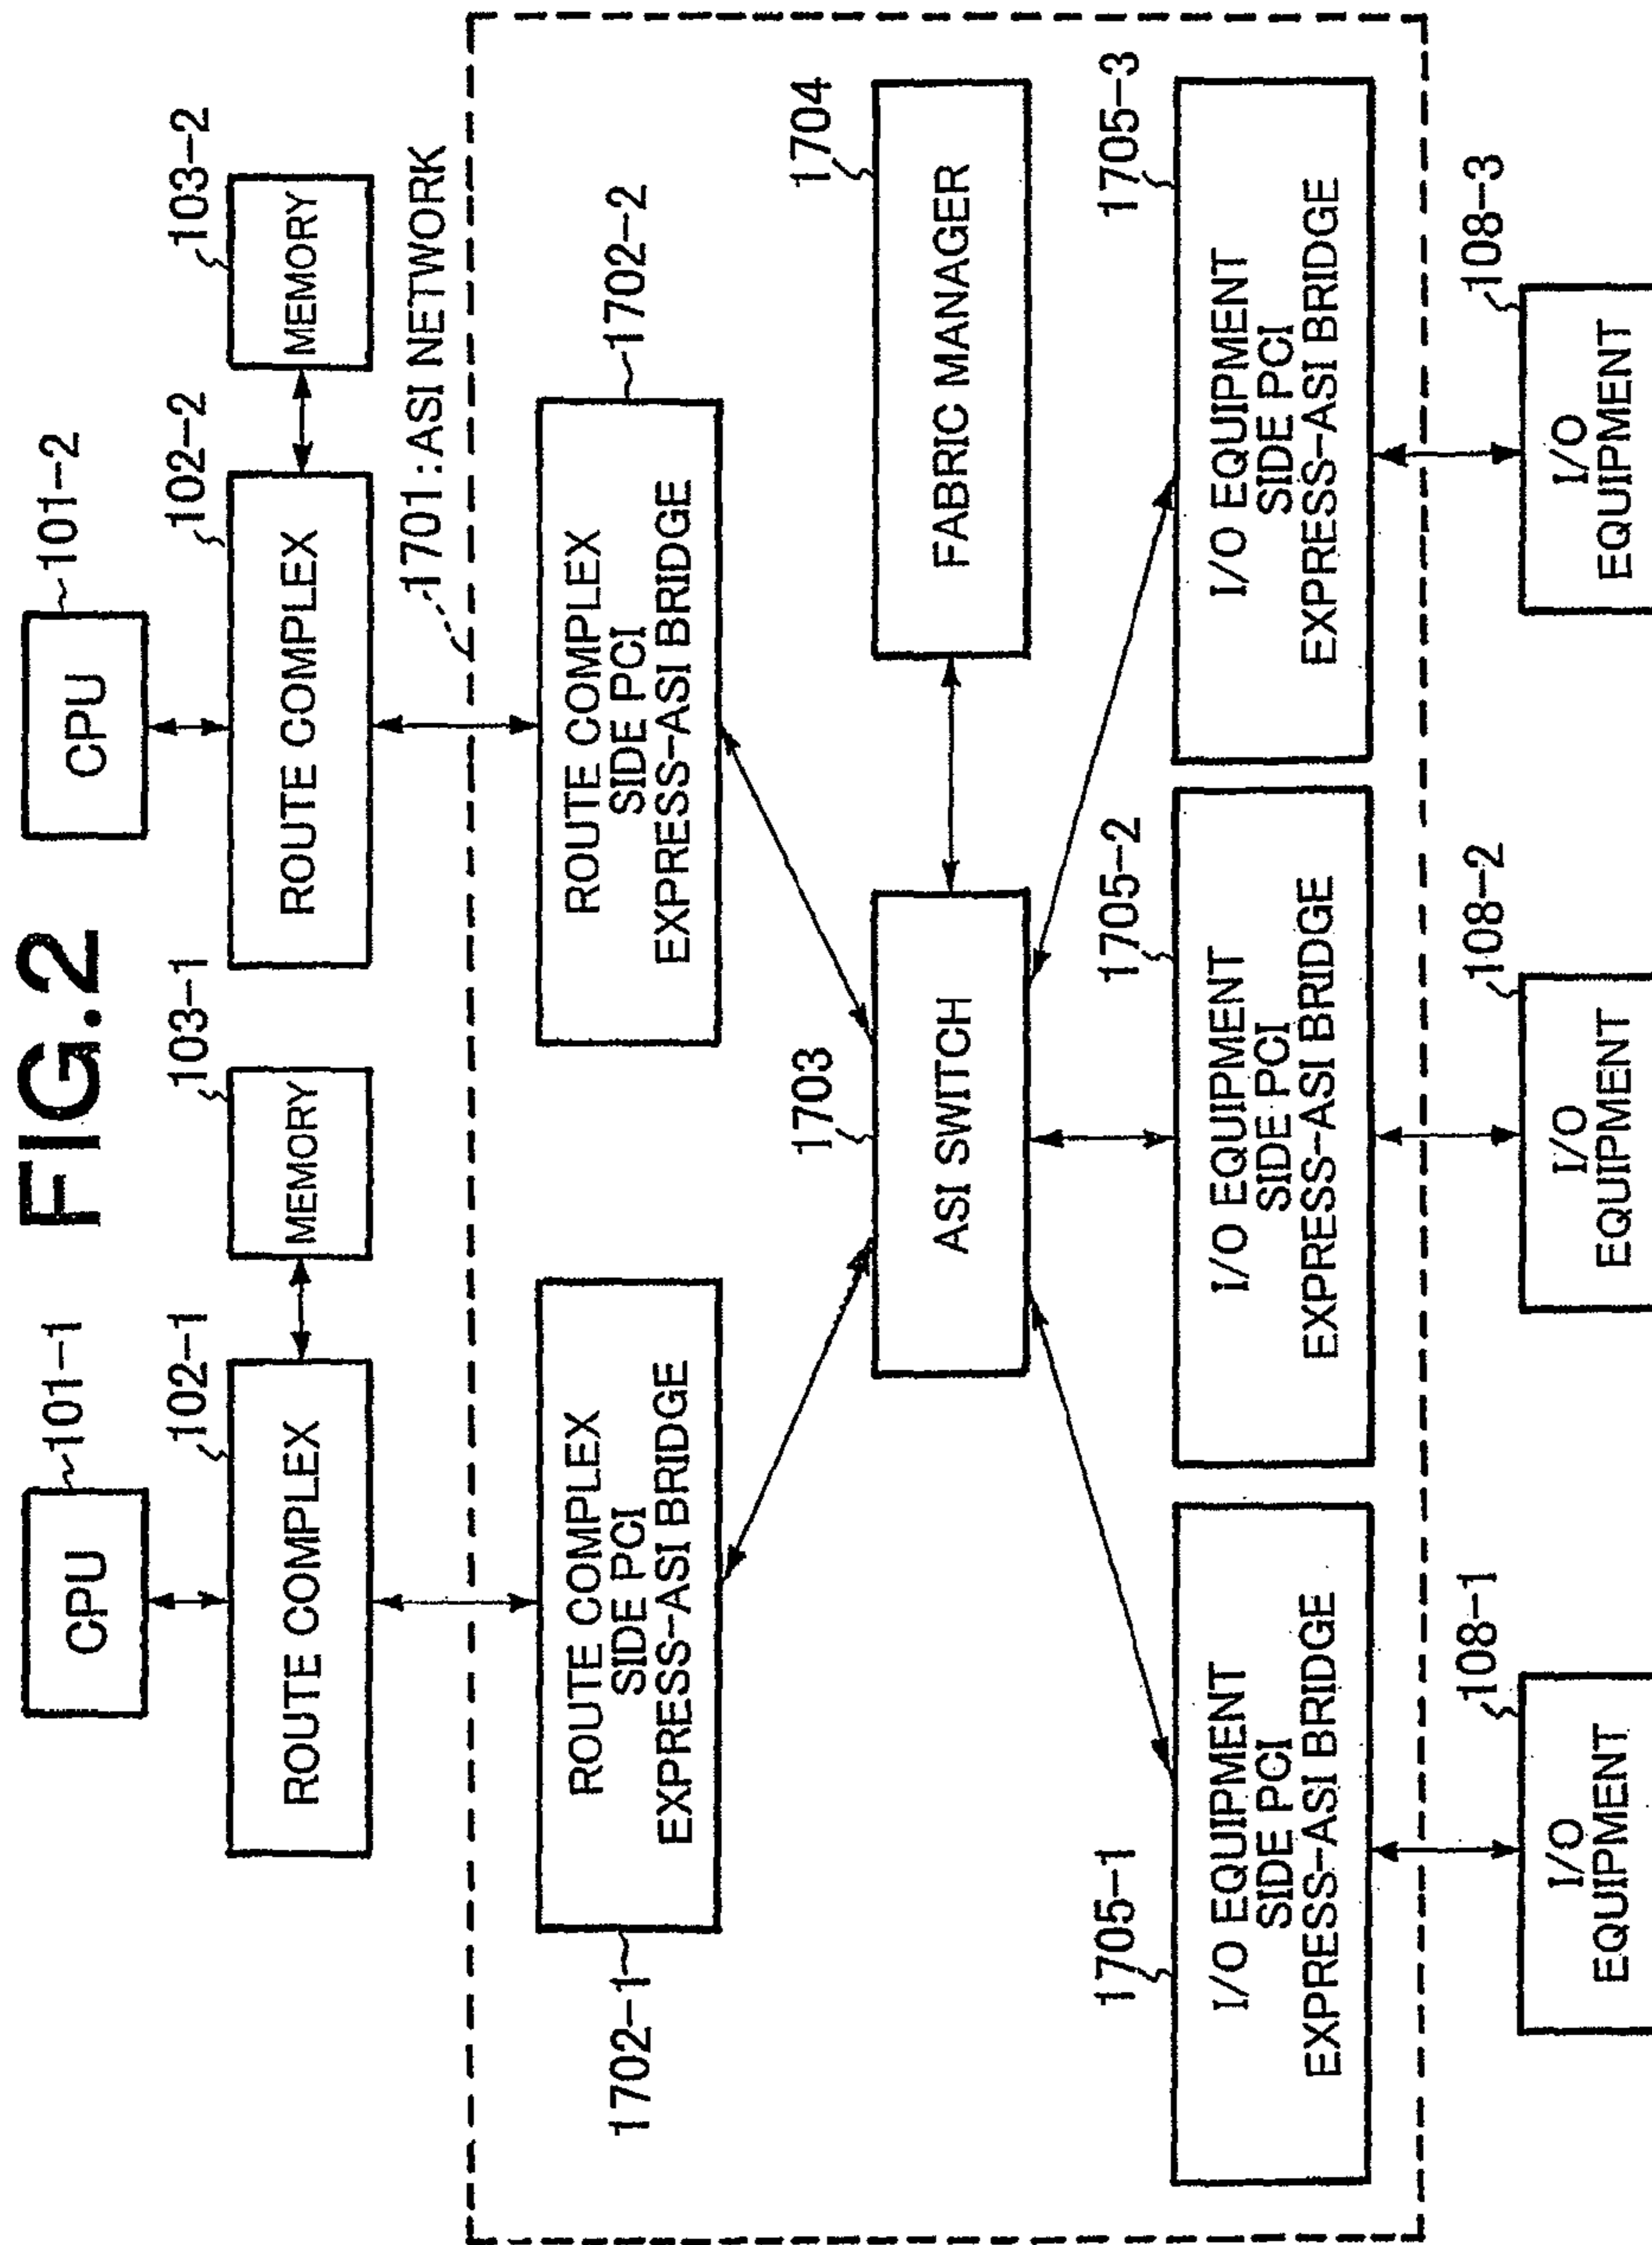 FIG.2
101-1
101-2
CPU
CPU
102-1
103-1
102-2
103-2
ROUTE COMPLEX
MEMORY
ROUTE COMPLEX
MEMORY
1701:ASI NETWORK
1702-1
ROUTE COMPLEX
SIDE PCI
EXPRESS-ASI BRIDGE
ROUTE COMPLEX
SIDE PCI
EXPRESS-ASI BRIDGE
1702-2
1703
1704
ASI SWITCH
FABRIC MANAGER
1705-1
1705-2
1705-3
I/O EQUIPMENT
SIDE PCI
EXPRESS-ASI BRIDGE
I/O EQUIPMENT
SIDE PCI
EXPRESS-ASI BRIDGE
I/O EQUIPMENT
SIDE PCI
EXPRESS-ASI BRIDGE
108-1
108-2
108-3
I/O
EQUIPMENT
I/O
EQUIPMENT
I/O
EQUIPMENT